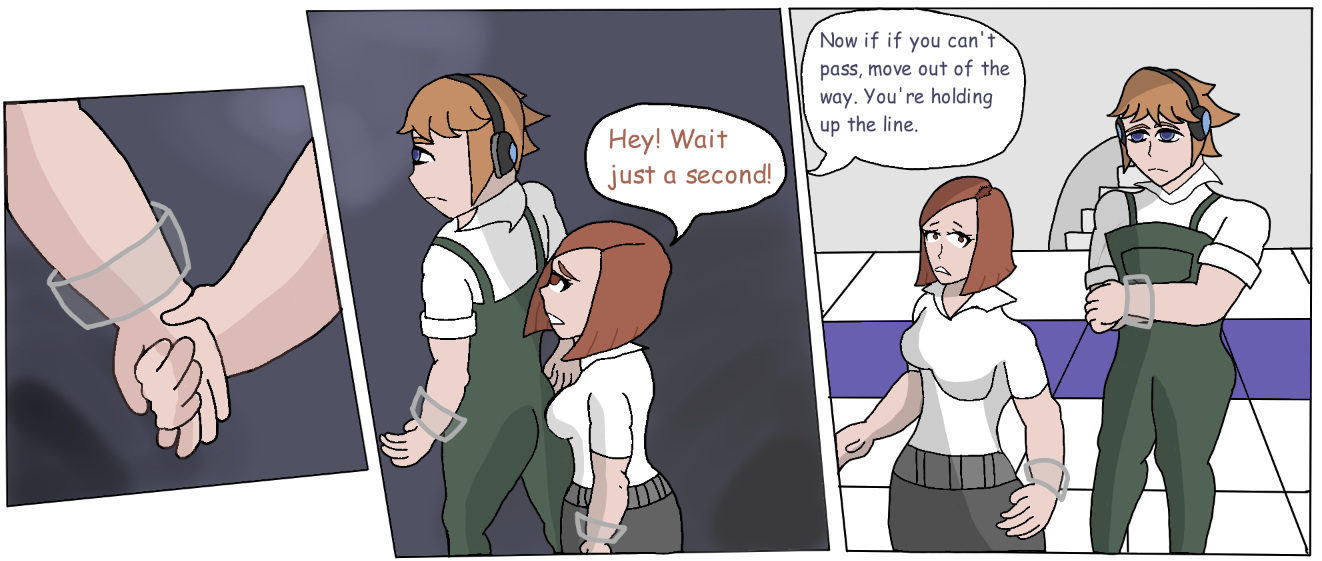 Hey! Wait
just a second!
Now if if you can't
pass, move out of the
way. You're holding
up the line.